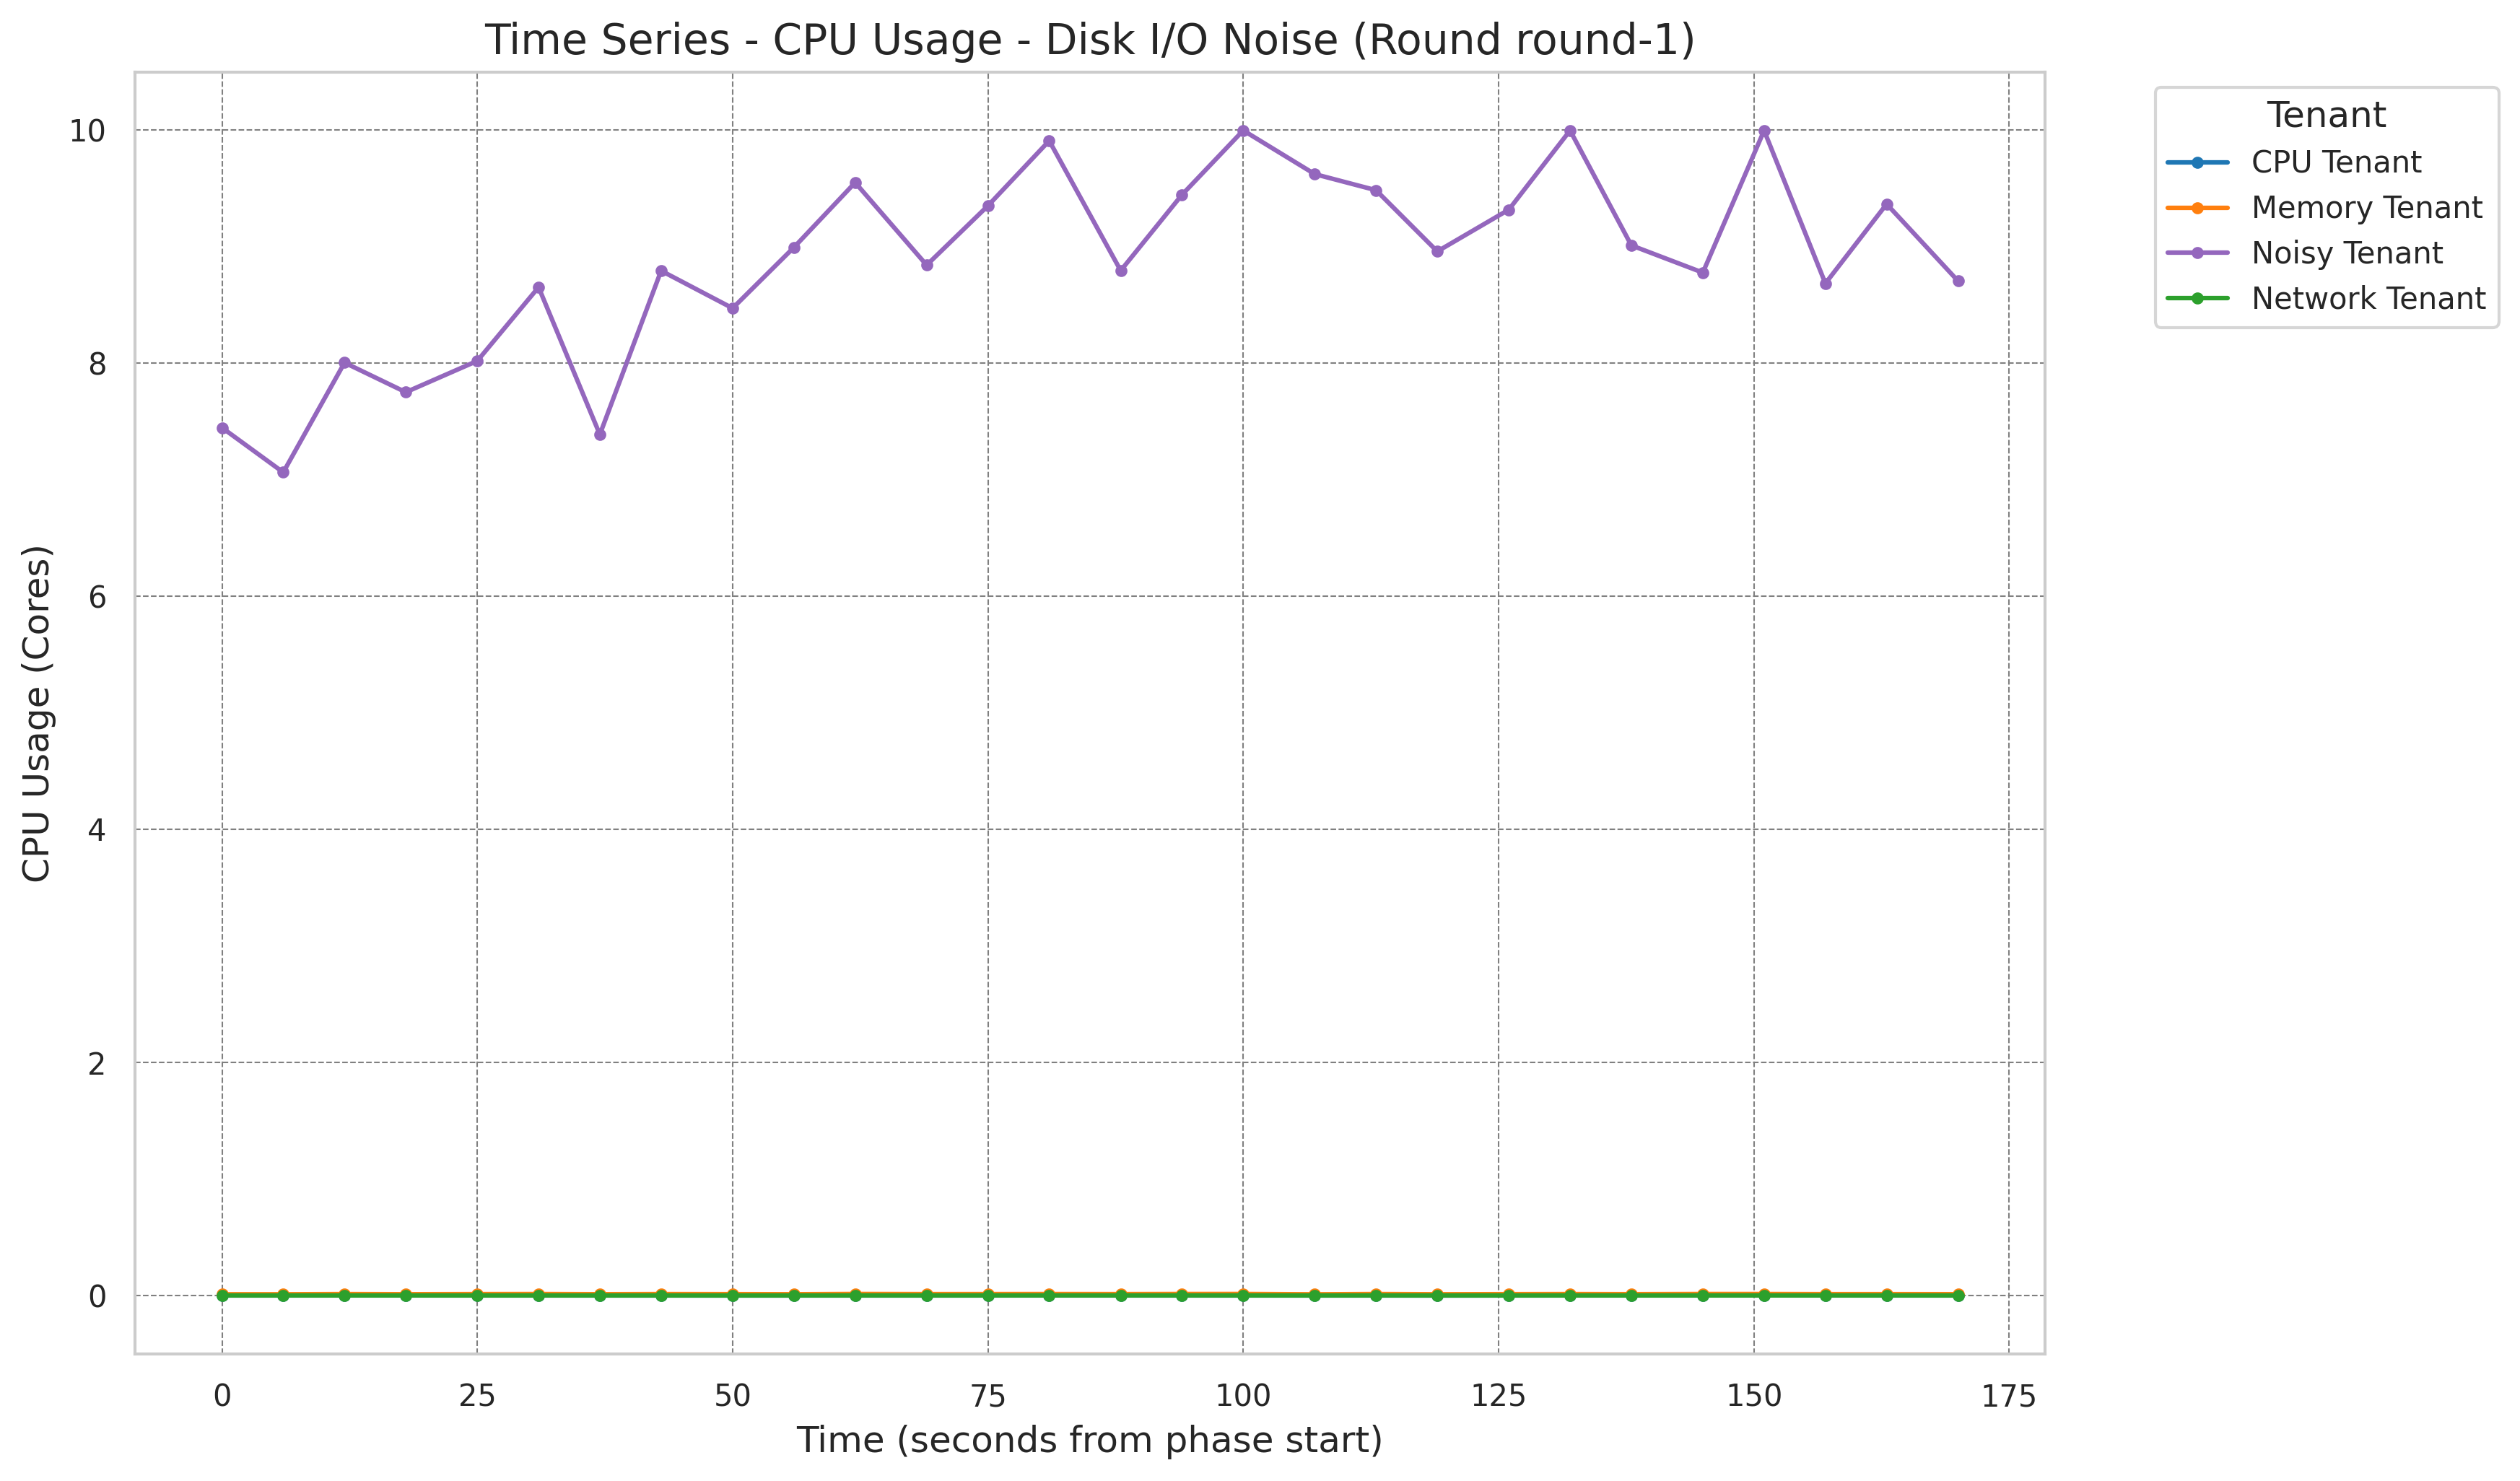 Time Series - CPU Usage - Disk I/O Noise (Round round-1)
Tenant
CPU Tenant
Memory Tenant
Noisy Tenant
Network Tenant
CPU Usage (Cores)
10
8
6
4
2
0
0 25 50 75 100 125 150 175
Time (seconds from phase start)